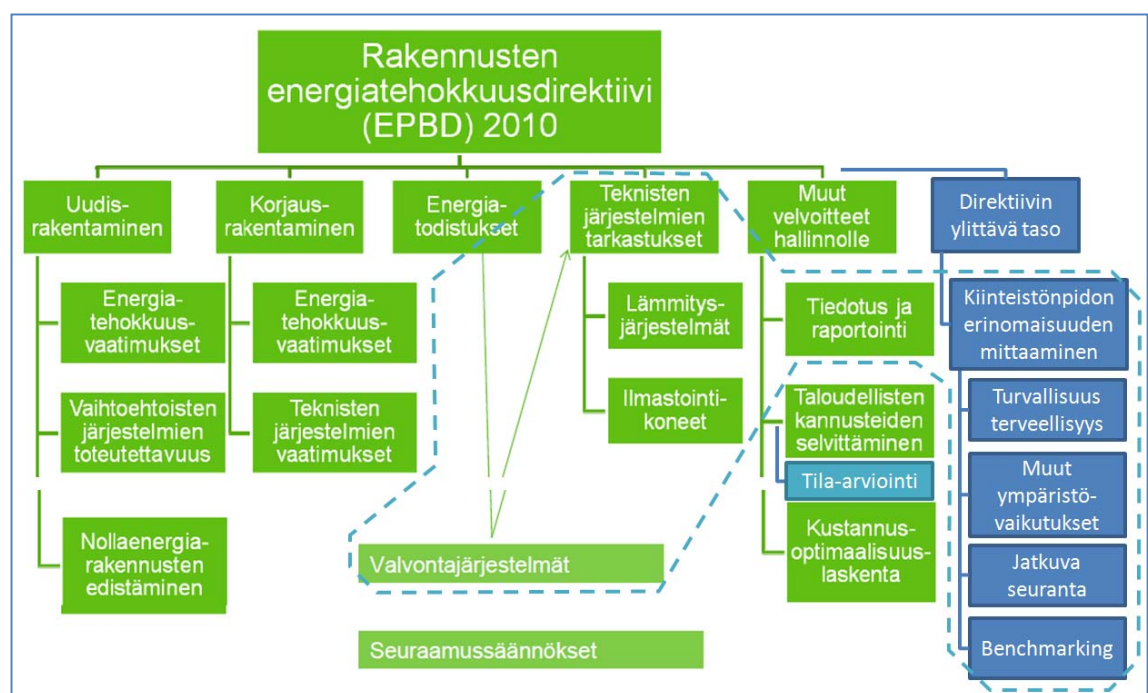 Rakennusten
energiatehokkuusdirektiivi
(EPBD) 2010
Uudis-
rakentaminen
Energia-
tehokkuus-
vaatimukset
Vaihtoehtoisten
järjestelmien
toteutettavuus
Nollaenergia-
rakennusten
edistäminen
Korjaus-
rakentaminen
Energia-
tehokkuus-
vaatimukset
Teknisten
järjestelmien
vaatimukset
Energia-
todistukset
Valvontajärjestelmät
Seuraamussäännökset
Teknisten
järjestelmien
tarkastukset
Lämmitys-
järjestelmät
Ilmastointi-
koneet
Muut
velvoitteet
hallinnolle
Tiedotus ja
raportointi
Taloudellisten
kannusteiden
selvittäminen
Tila-arviointi
Kustannus-
optimaalisuus-
laskenta
Direktiivin
ylittävä taso
Kiinteistönpidon
erinomaisuuden
mittaaminen
Turvallisuus
terveellisyys
Muut
ympäristö-
vaikutukset
Jatkuva
seuranta
Benchmarking